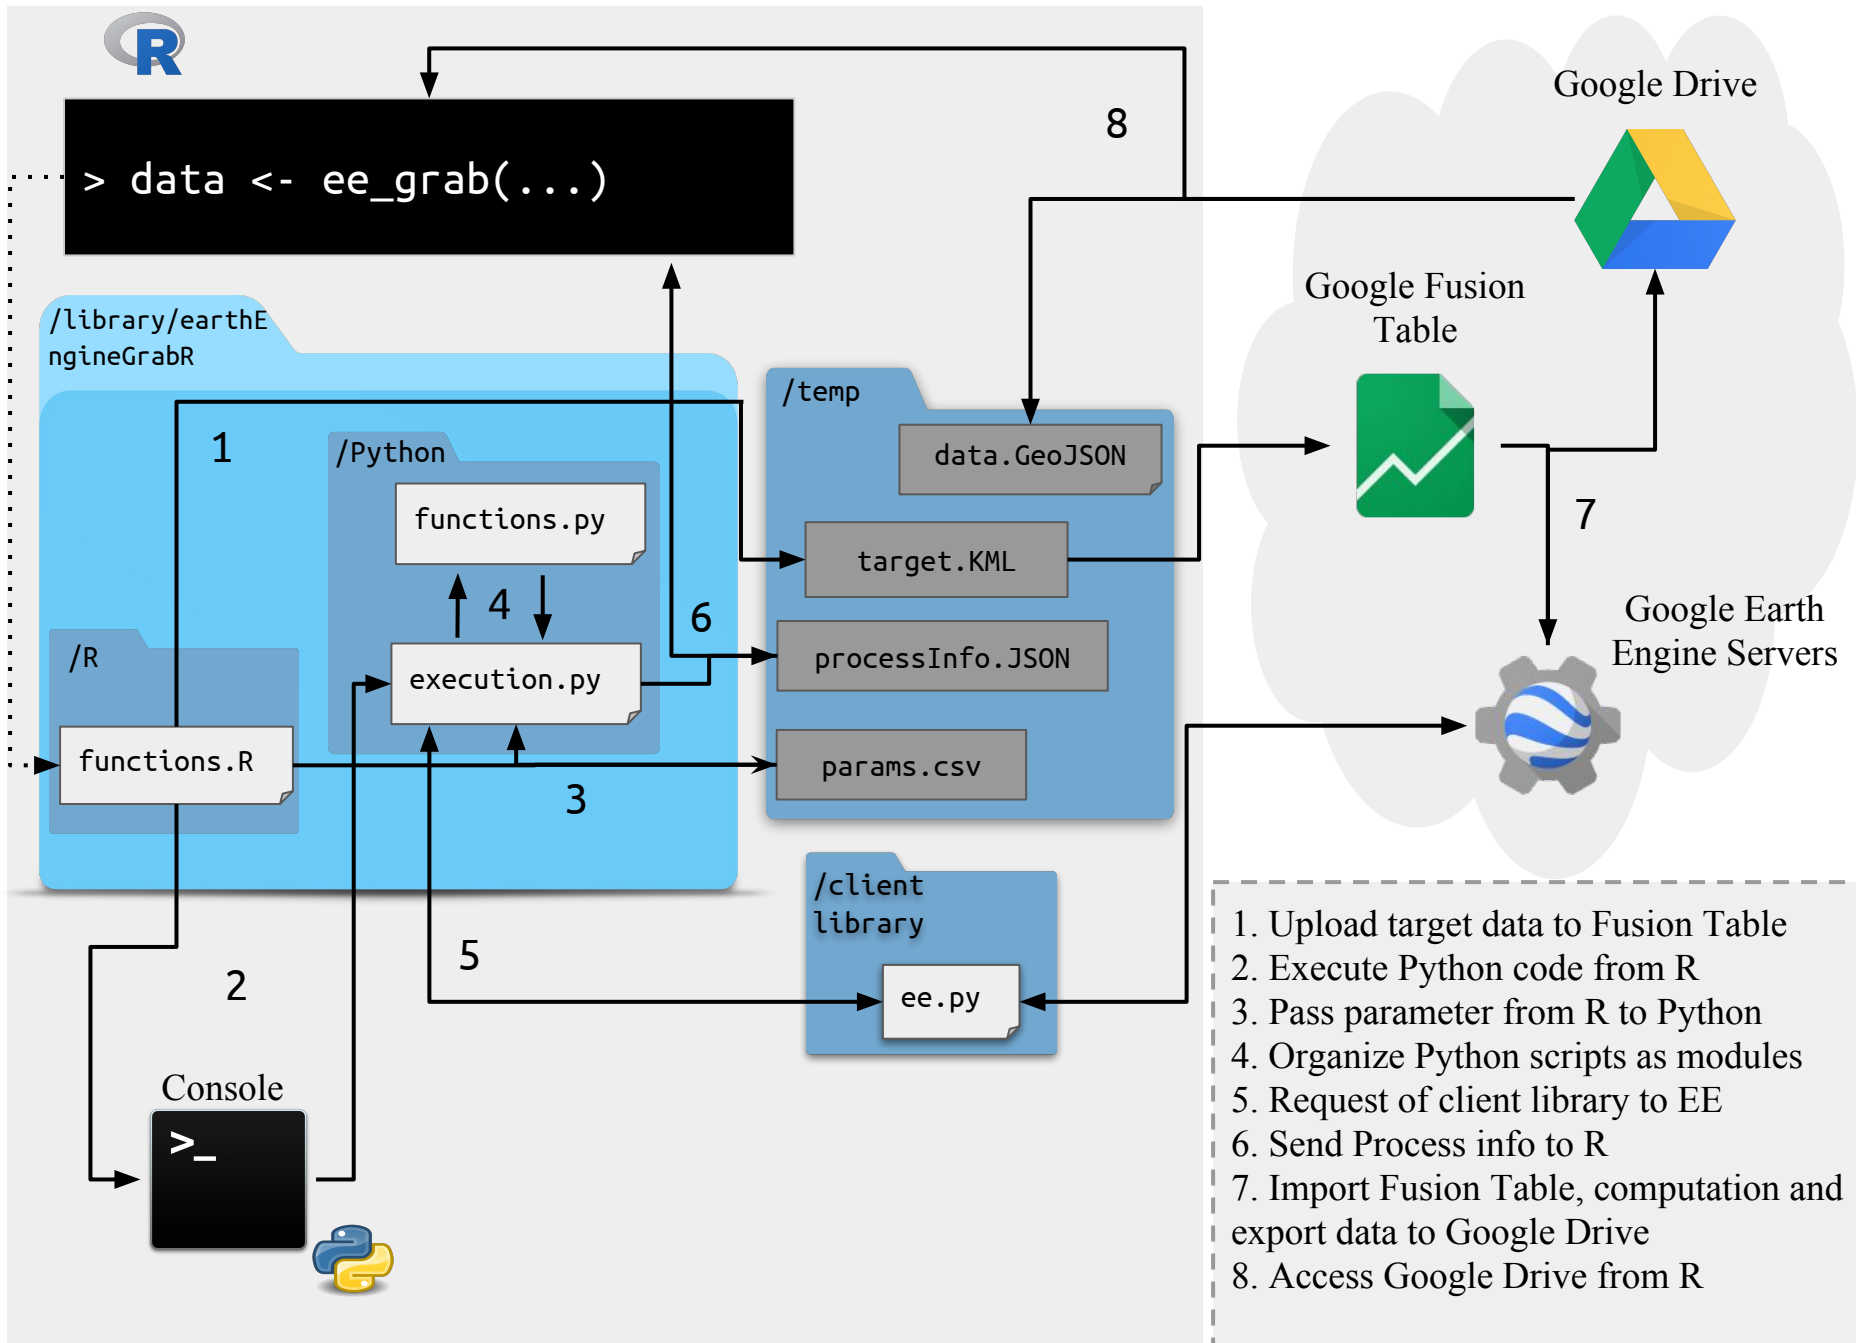 R
> data <- ee_grab(...)
8
Google Drive
Google Fusion
Table
/library/earthE
ngineGrabR
1
/Python
functions.py
4
execution.py
6
/R
functions.R
3
/temp
data.GeoJSON
target.KML
processInfo.JSON
params.csv
7
Google Earth
Engine Servers
/client
library
ee.py
5
2
Console
>_
1. Upload target data to Fusion Table
2. Execute Python code from R
3. Pass parameter from R to Python
4. Organize Python scripts as modules
5. Request of client library to EE
6. Send Process info to R
7. Import Fusion Table, computation and
export data to Google Drive
8. Access Google Drive from R